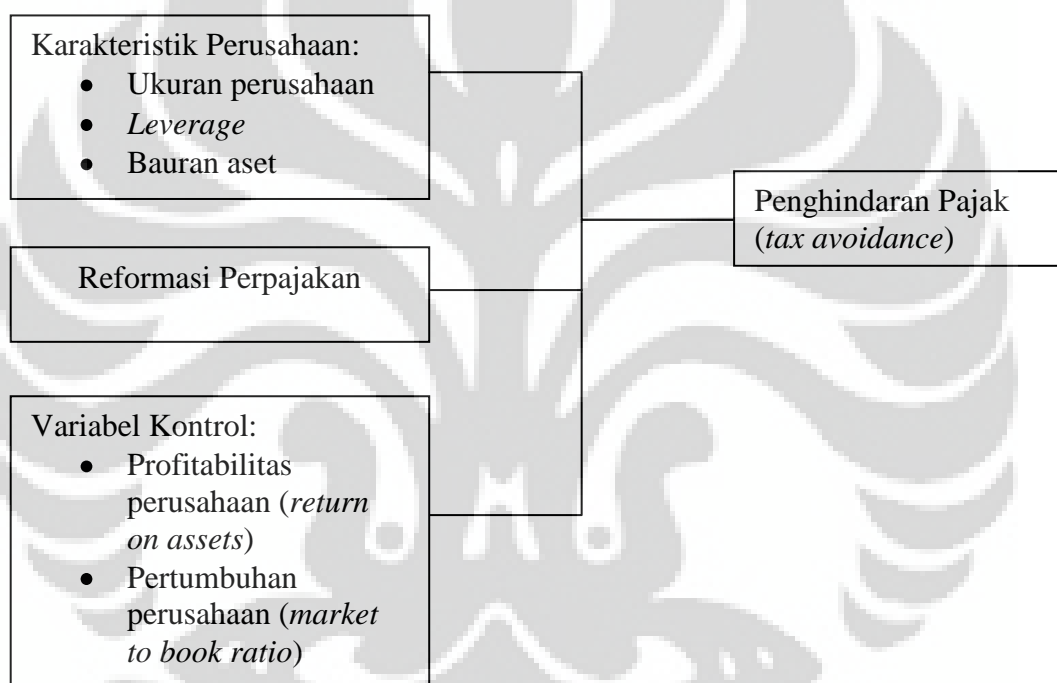 Karakteristik Perusahaan:
• Ukuran perusahaan
• Leverage
• Bauran aset
Penghindaran Pajak
(tax avoidance)
Reformasi Perpajakan
Variabel Kontrol:
• Profitabilitas
perusahaan (return
on assets)
• Pertumbuhan
perusahaan (market
to book ratio)